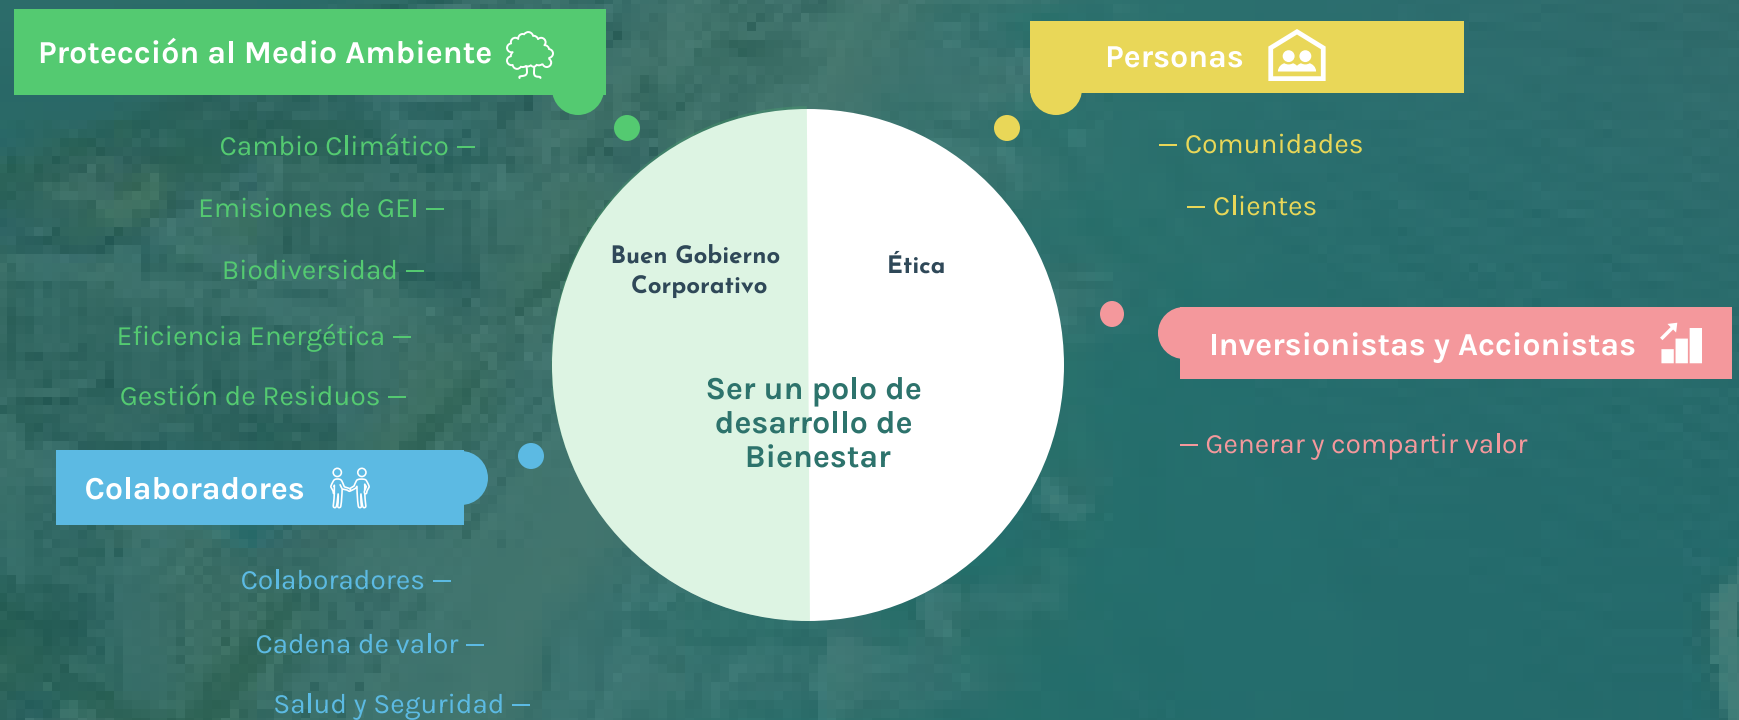 Protección al Medio Ambiente
Cambio Climático —
Emisiones de GEI —
Biodiversidad —
Eficiencia Energética —
Gestión de Residuos —
Colaboradores
Colaboradores —
Cadena de valor —
Salud y Seguridad —
Buen Gobierno
Corporativo
Ética
Ser un polo de
desarrollo de
Bienestar
Personas
— Comunidades
— Clientes
Inversionistas y Accionistas
— Generar y compartir valor